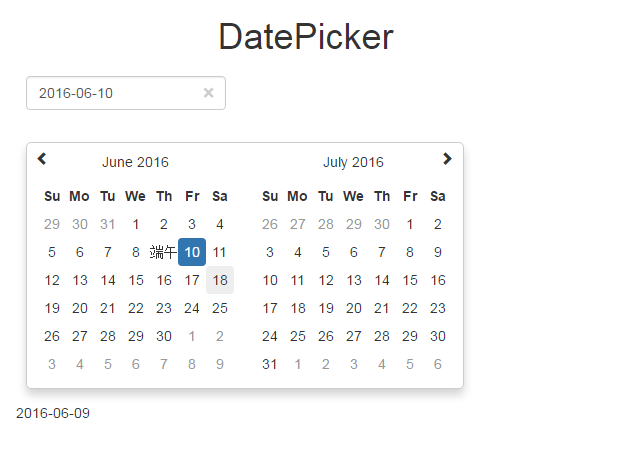 DatePicker
2016-06-10 ×
June 2016 July 2016
Su Mo Tu We Th Fr Sa Su Mo Tu We Th Fr Sa
29 30 31 1 2 3 4 26 27 28 29 30 1 2
5 6 7 8 端午 10 11 3 4 5 6 7 8 9
12 13 14 15 16 17 18 10 11 12 13 14 15 16
19 20 21 22 23 24 25 17 18 19 20 21 22 23
26 27 28 29 30 1 2 24 25 26 27 28 29 30
3 4 5 6 7 8 9 31 1 2 3 4 5 6
2016-06-09